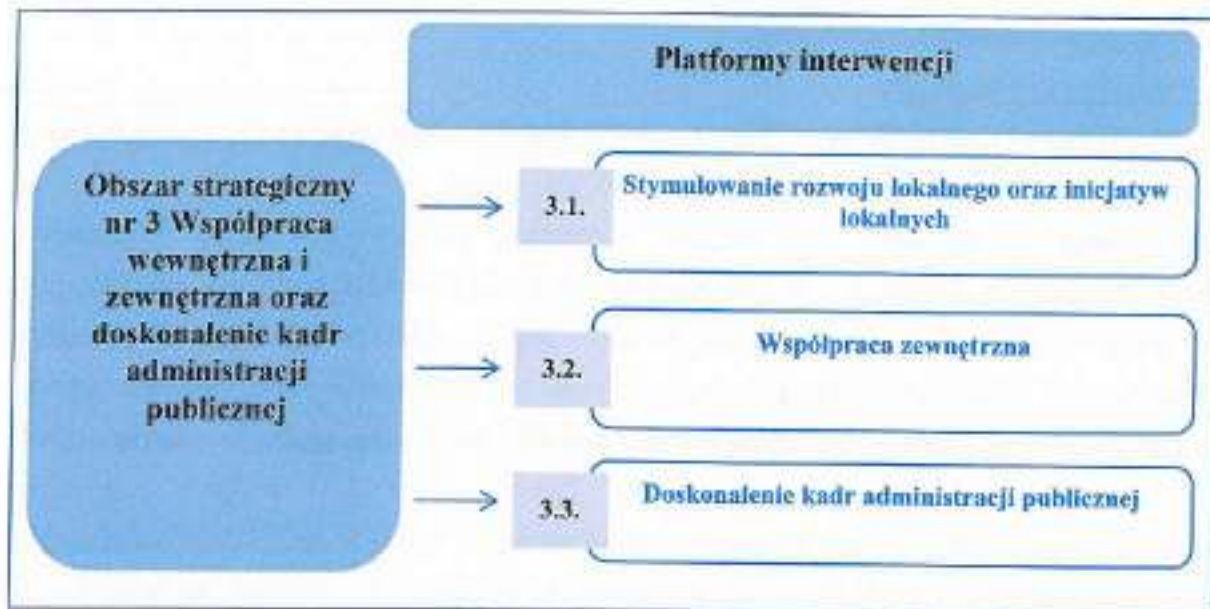 Platformy interwencji
Obszar strategiczny
nr 3 Współpraca
wewnętrzna i
zewnętrzna oraz
doskonalenie kadr
administracji
publicznej
3.1.
Stymulowanie rozwoju lokalnego oraz inicjatyw
lokalnych
3.2.
Współpraca zewnętrzna
3.3.
Doskonalenie kadr administracji publicznej